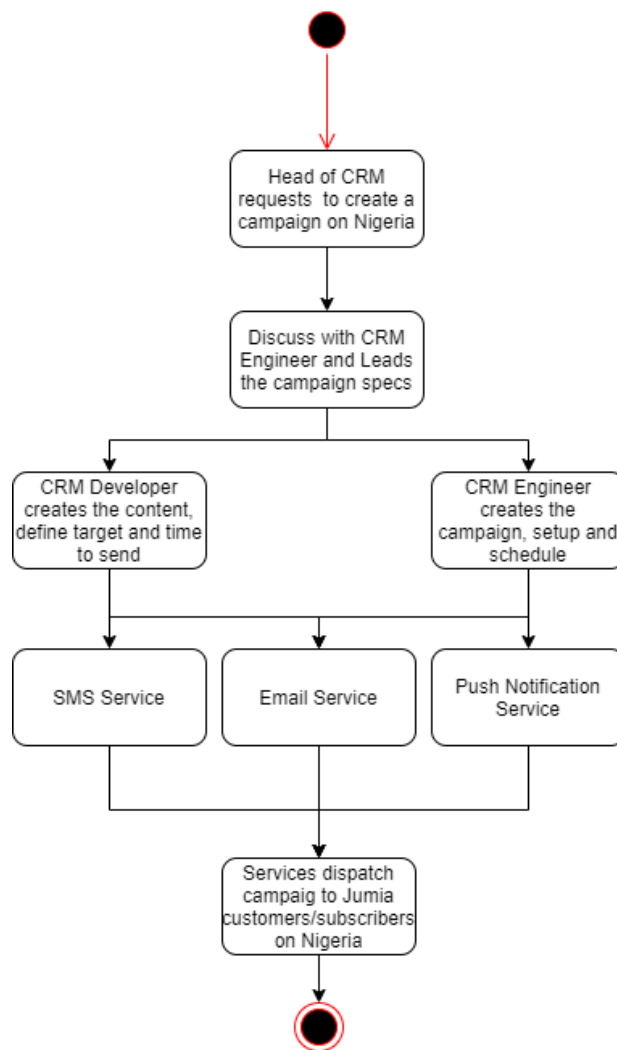 Head of CRM
requests to create a
campaign on Nigeria
Discuss with CRM
Engineer and Leads
the campaign specs
CRM Developer
creates the content,
define target and time
to send
CRM Engineer
creates the
campaign, setup and
schedule
SMS Service
Email Service
Push Notification
Service
Services dispatch
campaig to Jumia
customers/subscribers
on Nigeria